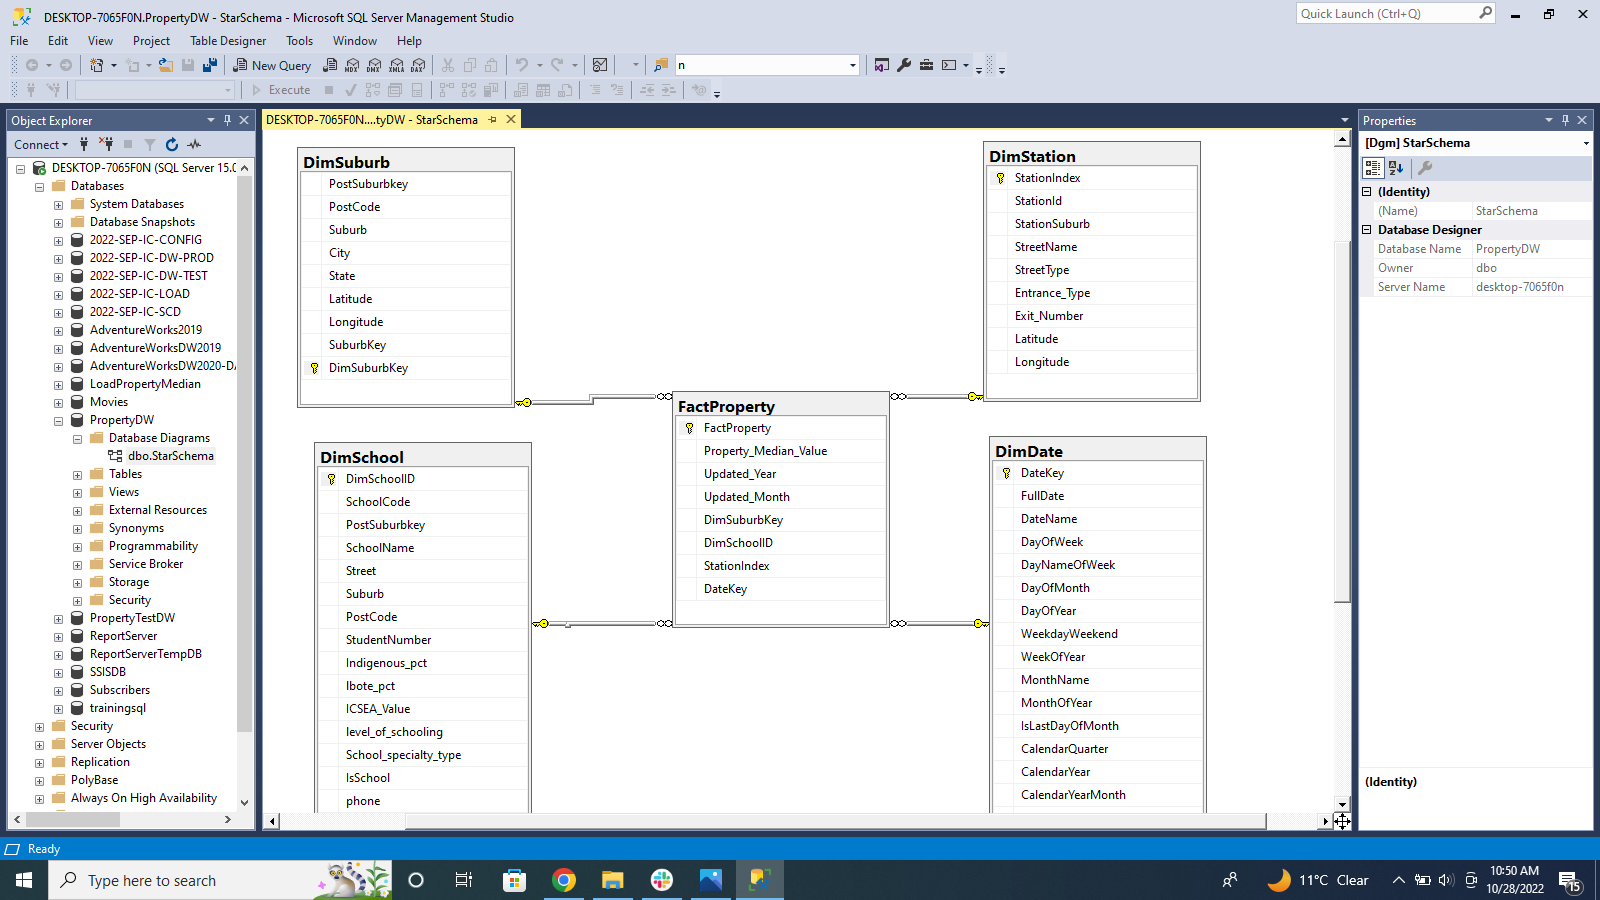 DESKTOP-7065F0N.PropertyDW - StarSchema - Microsoft SQL Server Management Studio
Quick Launch (Ctrl+Q)
File Edit View Project Table Designer Tools Window Help
New Query MDX DMX XMLA DAX n
Execute
Object Explorer
Connect
DESKTOP-7065F0N (SQL Server 15.0
Databases
System Databases
Database Snapshots
2022-SEP-IC-CONFIG
2022-SEP-IC-DW-PROD
2022-SEP-IC-DW-TEST
2022-SEP-IC-LOAD
2022-SEP-IC-SCD
AdventureWorks2019
AdventureWorksDW2019
AdventureWorksDW2020-DA
LoadPropertyMedian
Movies
PropertyDW
Database Diagrams
dbo.StarSchema
Tables
Views
External Resources
Synonyms
Programmability
Service Broker
Storage
Security
PropertyTestDW
ReportServer
ReportServerTempDB
SSISDB
Subscribers
trainingsql
Security
Server Objects
Replication
PolyBase
Always On High Availability
DESKTOP-7065F0N....tyDW - StarSchema
DimSuburb
PostSuburbkey
PostCode
Suburb
City
State
Latitude
Longitude
SuburbKey
DimSuburbKey
DimSchool
DimSchoolID
SchoolCode
PostSuburbkey
SchoolName
Street
Suburb
PostCode
StudentNumber
Indigenous_pct
lbote_pct
ICSEA_Value
level_of_schooling
School_specialty_type
IsSchool
phone
FactProperty
FactProperty
Property_Median_Value
Updated_Year
Updated_Month
DimSuburbKey
DimSchoolID
StationIndex
DateKey
DimStation
StationIndex
StationId
StationSuburb
StreetName
StreetType
Entrance_Type
Exit_Number
Latitude
Longitude
DimDate
DateKey
FullDate
DateName
DayOfWeek
DayNameOfWeek
DayOfMonth
DayOfYear
WeekdayWeekend
WeekOfYear
MonthName
MonthOfYear
IsLastDayOfMonth
CalendarQuarter
CalendarYear
CalendarYearMonth
Properties
[Dgm] StarSchema
(Identity)
(Name) StarSchema
Database Designer
Database Name PropertyDW
Owner dbo
Server Name desktop-7065f0n
(Identity)
Ready
Type here to search
11°C Clear
10:50 AM
10/28/2022
15